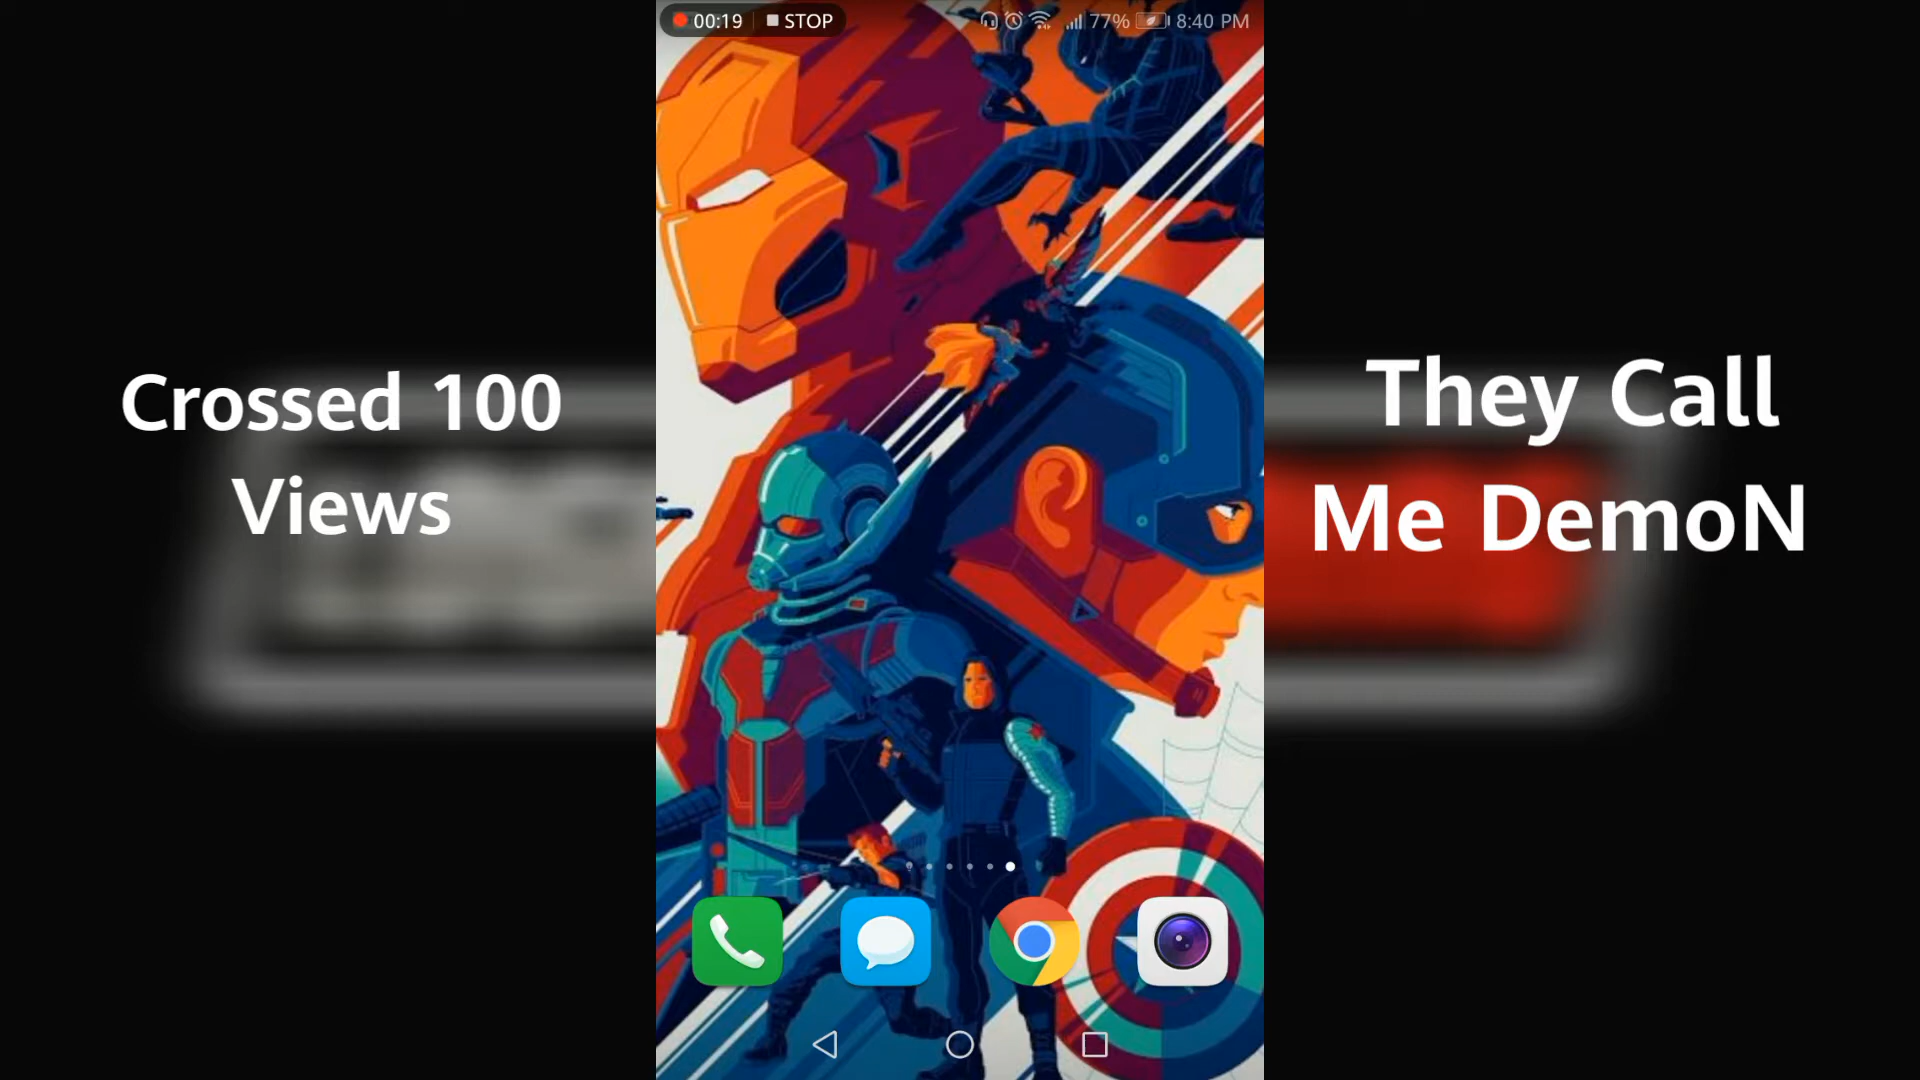 00:19 STOP 77% 8:40 PM
Crossed 100
Views
They Call
Me DemoN